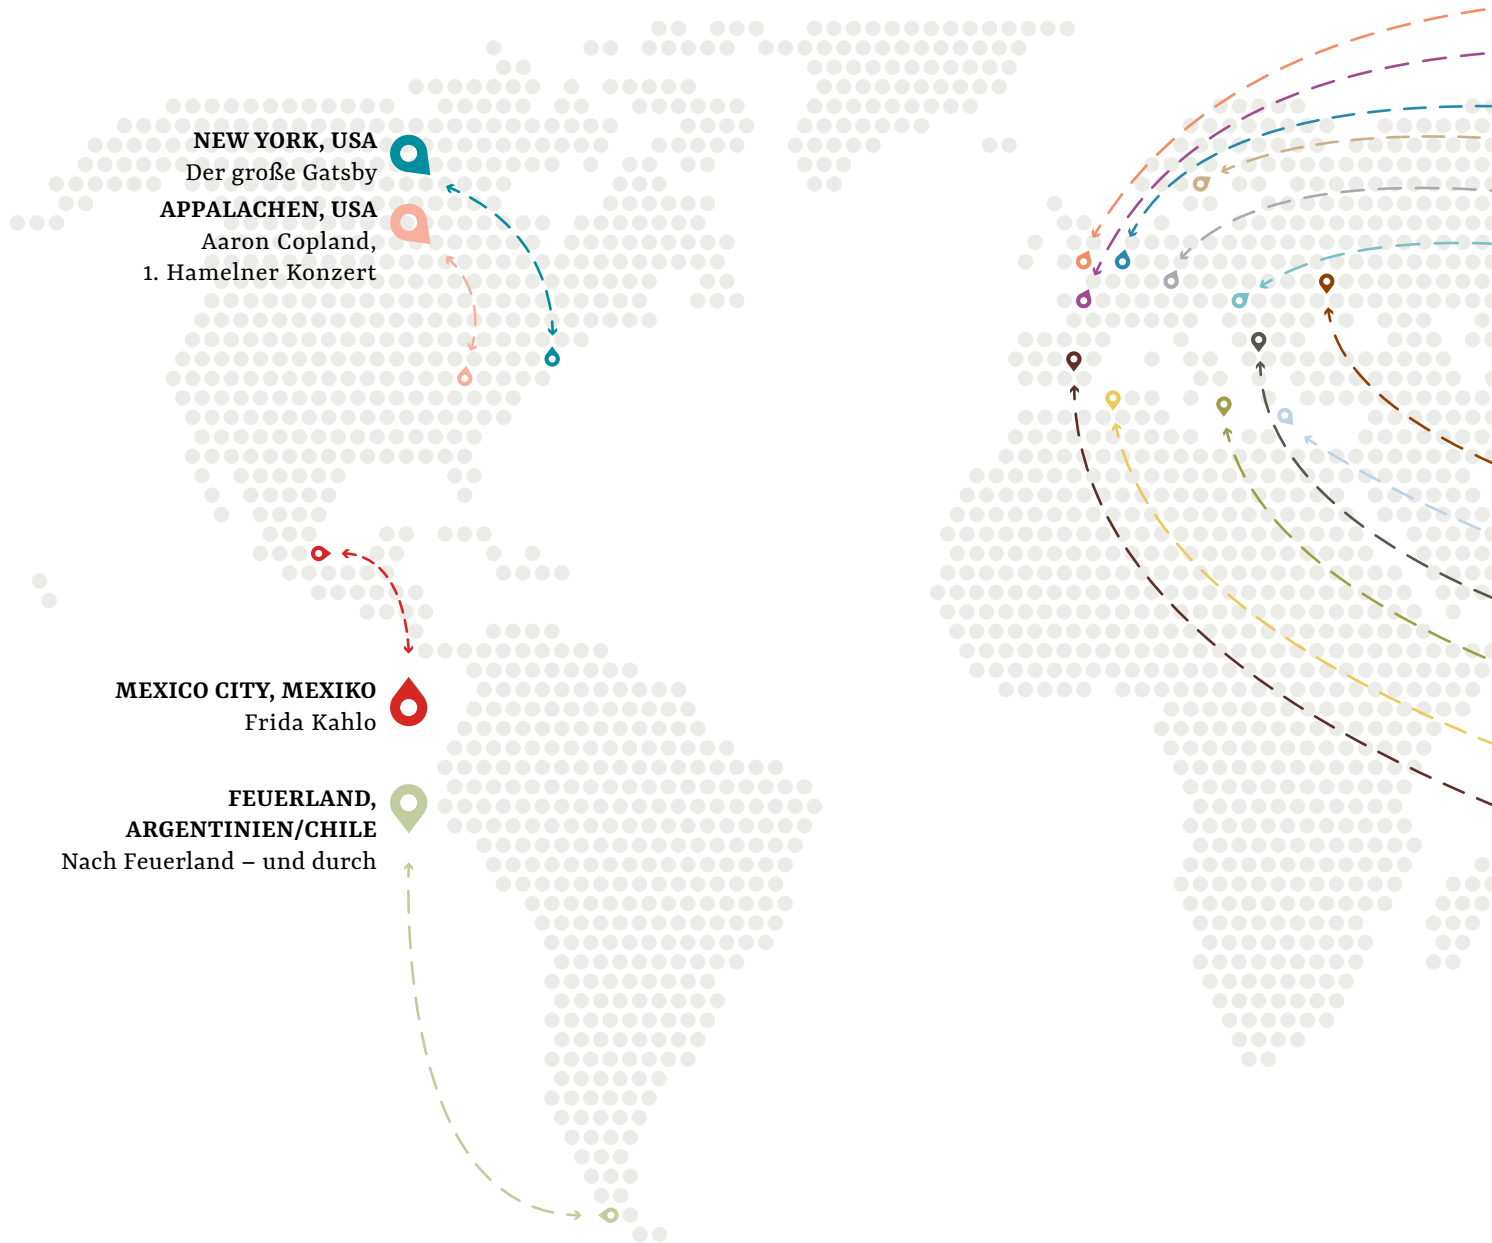 NEW YORK, USA
Der große Gatsby
APPALACHEN, USA
Aaron Copland,
1. Hamelner Konzert
MEXICO CITY, MEXIKO
Frida Kahlo
FEUERLAND,
ARGENTINIEN/CHILE
Nach Feuerland – und durch